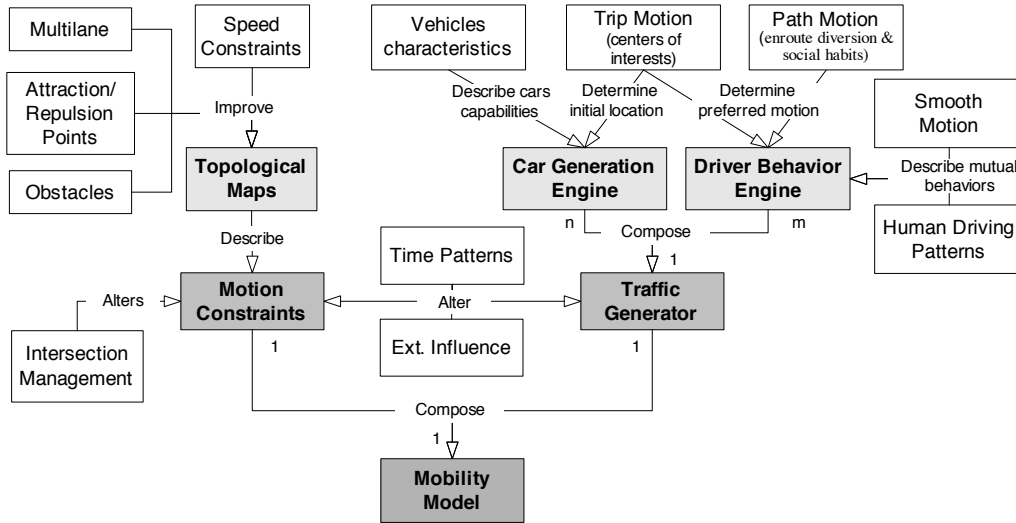 Multilane
Speed
Constraints
Vehicles
characteristics
Trip Motion
(centers of
interests)
Path Motion
(enroute diversion &
social habits)
Attraction/
Repulsion
Points
Improve
Describe cars
capabilities
Determine
initial location
Determine
preferred motion
Smooth
Motion
Obstacles
Topological
Maps
Car Generation
Engine
Driver Behavior
Engine
Describe mutual
behaviors
Describe
n
Compose
m
Human Driving
Patterns
Time Patterns
1
Alters
Motion
Constraints
Alter
Traffic
Generator
Intersection
Management
1
Ext. Influence
1
Compose
1
Mobility
Model